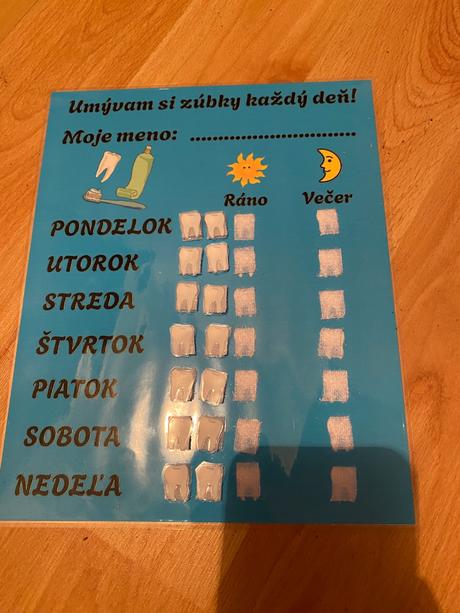 Umývam si zúbky každý deň!
Moje meno: ..............................
Ráno Večer
PONDELOK
UTOROK
STREDA
ŠTVRTOK
PIATOK
SOBOTA
NEDEĽA